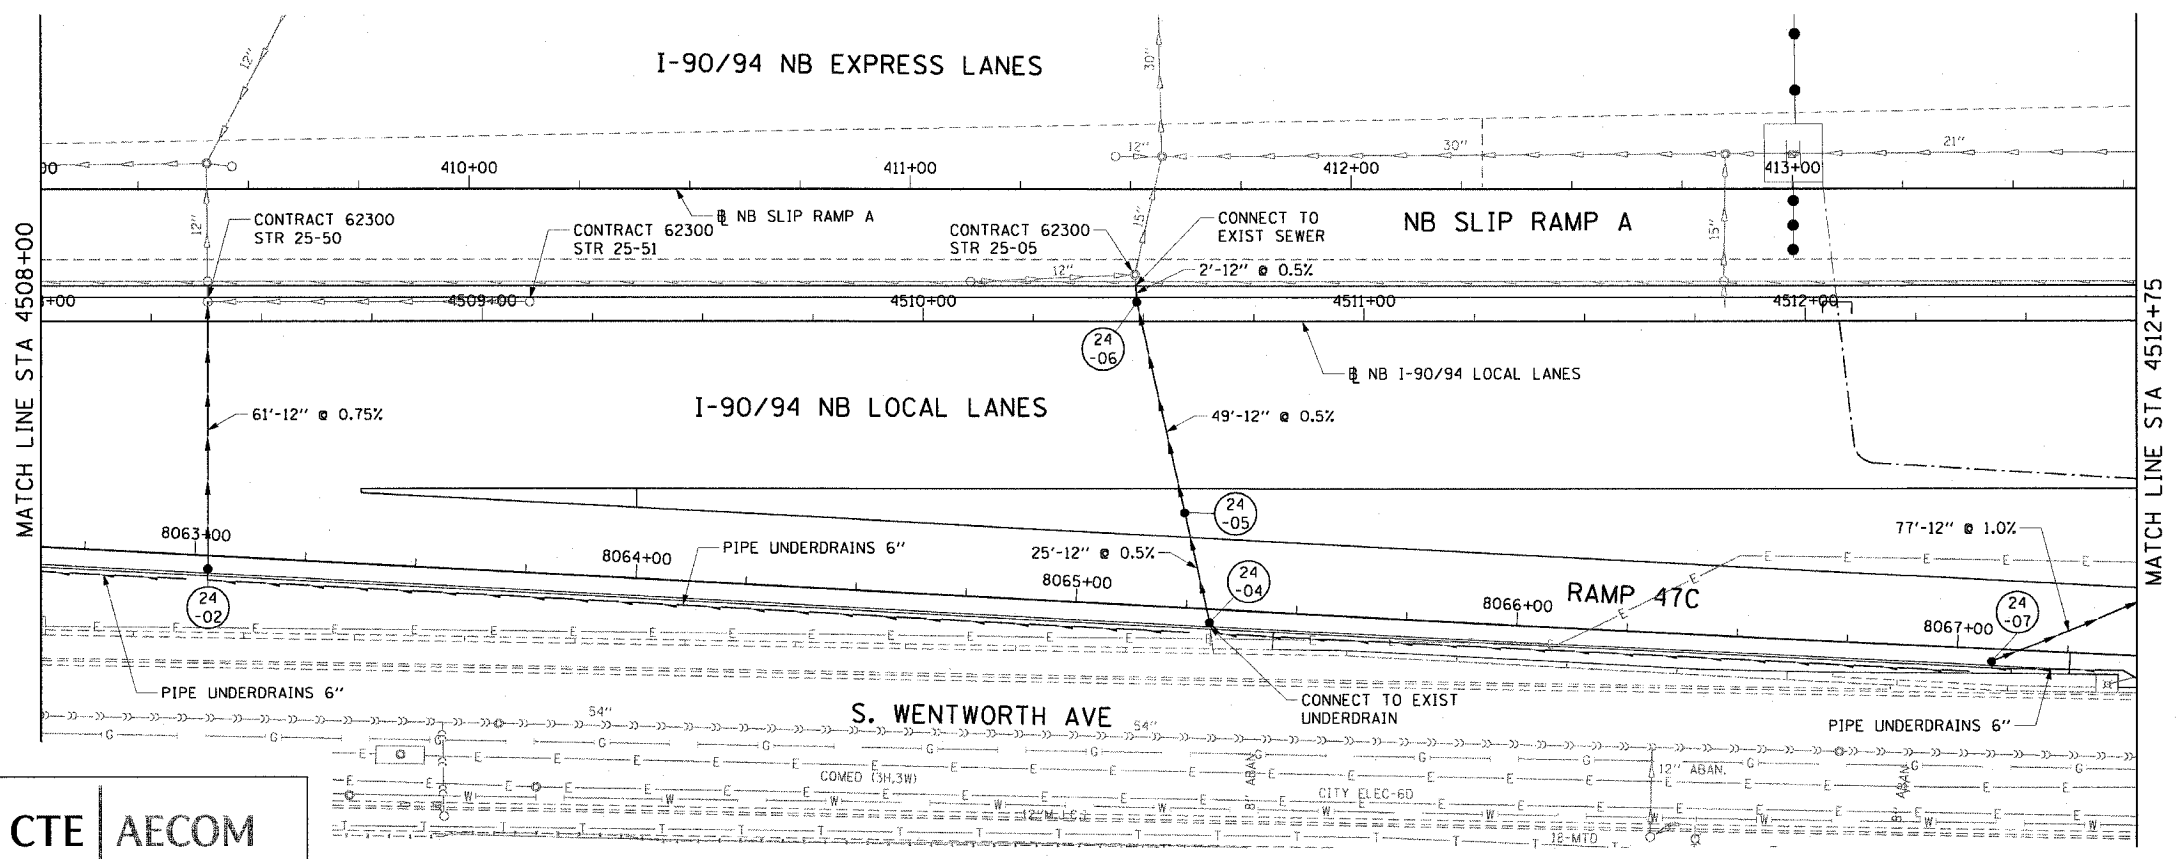 I-90/94 NB EXPRESS LANES
12"
30"
12"
30"
21"
410+00
411+00
412+00
413+00
℄ NB SLIP RAMP A
NB SLIP RAMP A
12"
15"
15"
CONTRACT 62300
STR 25-50
CONTRACT 62300
STR 25-51
CONTRACT 62300
STR 25-05
CONNECT TO
EXIST SEWER
12"
2'-12" @ 0.5%
4509+00
4510+00
4511+00
4512+00
MATCH LINE STA 4508+00
MATCH LINE STA 4512+75
24
-06
℄ NB I-90/94 LOCAL LANES
I-90/94 NB LOCAL LANES
61'-12" @ 0.75%
49'-12" @ 0.5%
24
-05
8063+00
8064+00
PIPE UNDERDRAINS 6"
25'-12" @ 0.5%
8065+00
24
-04
8066+00
RAMP 47C
77'-12" @ 1.0%
8067+00
24
-07
24
-02
PIPE UNDERDRAINS 6"
CONNECT TO EXIST
UNDERDRAIN
PIPE UNDERDRAINS 6"
S. WENTWORTH AVE
54"
54"
COMED (3H,3W)
CITY ELEC-6D
8" ABAN
12" ABAN.
8" ABAN
18-MTD
CTE | AECOM